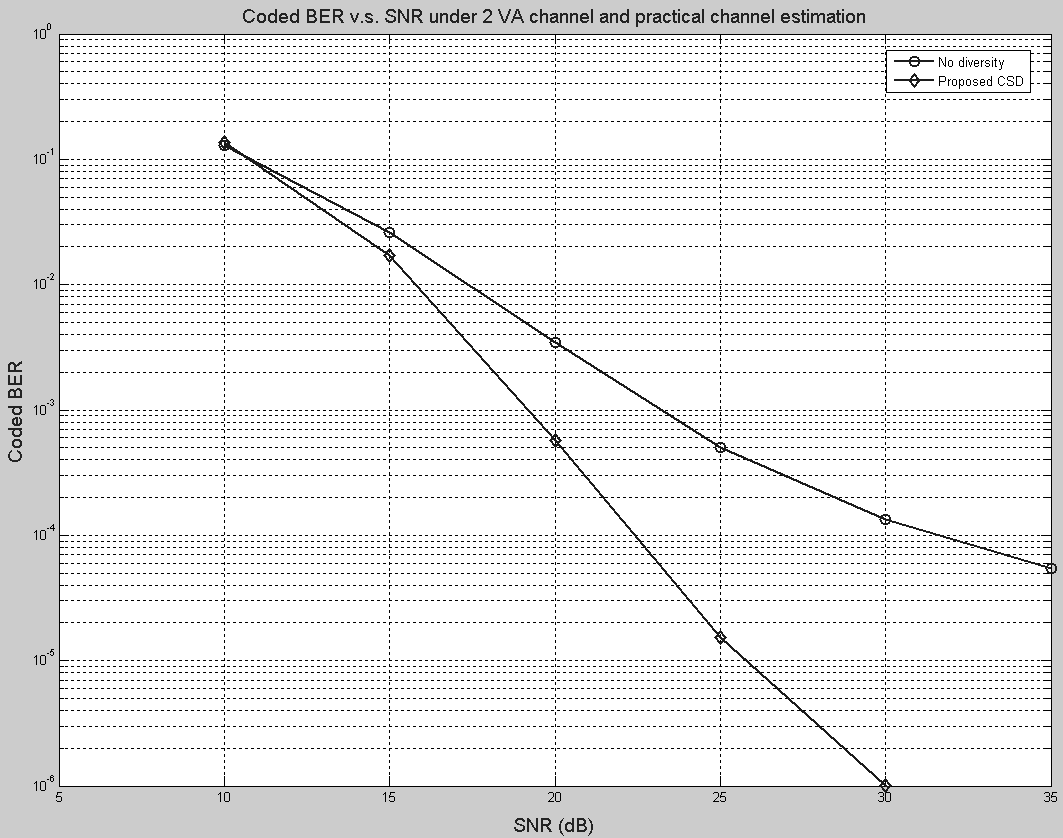 Coded BER v.s. SNR under 2 VA channel and practical channel estimation
No diversity
Proposed CSD
10^0
10^-1
10^-2
10^-3
10^-4
10^-5
10^-6
Coded BER
5 10 15 20 25 30 35
SNR (dB)